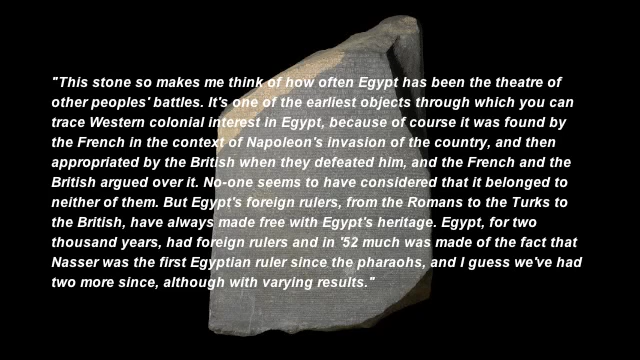 "This stone so makes me think of how often Egypt has been the theatre of
other peoples' battles. It's one of the earliest objects through which you can
trace Western colonial interest in Egypt, because of course it was found by
the French in the context of Napoleon's invasion of the country, and then
appropriated by the British when they defeated him, and the French and the
British argued over it. No-one seems to have considered that it belonged to
neither of them. But Egypt's foreign rulers, from the Romans to the Turks to
the British, have always made free with Egypt's heritage. Egypt, for two
thousand years, had foreign rulers and in '52 much was made of the fact that
Nasser was the first Egyptian ruler since the pharaohs, and I guess we've had
two more since, although with varying results."